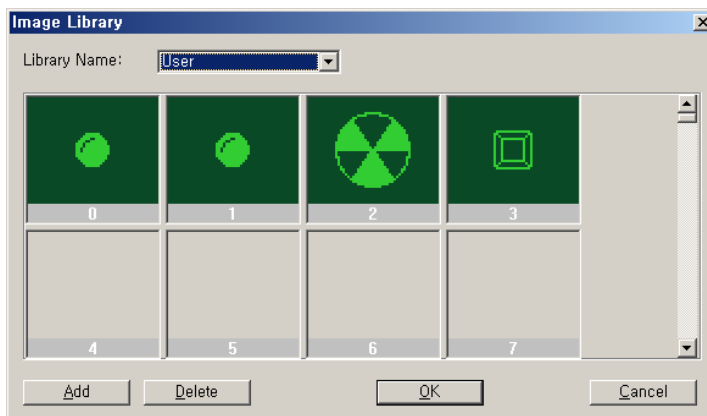 Image Library
Library Name: User
0 1 2 3
4 5 6 7
Add Delete OK Cancel